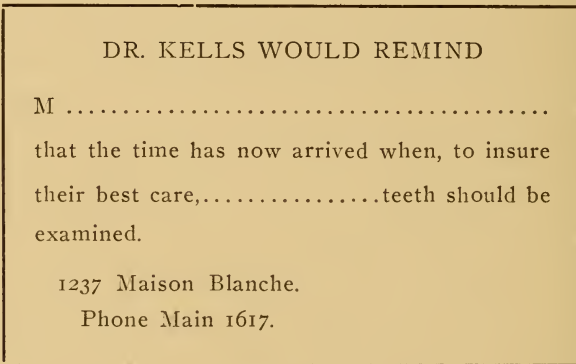 DR. KELLS WOULD REMIND
M ..........................................
that the time has now arrived when, to insure
their best care,.................teeth should be
examined.
1237 Maison Blanche.
Phone Main 1617.